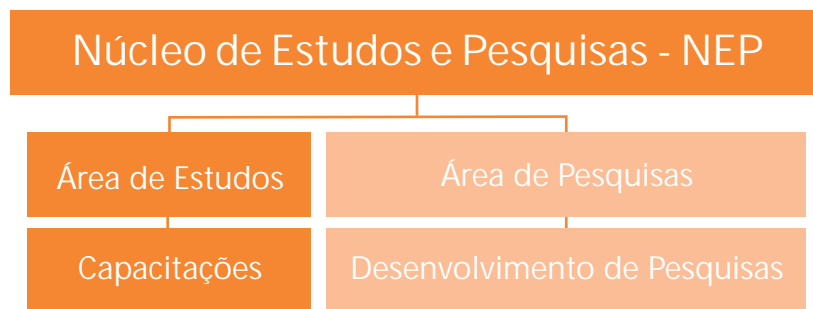 Núcleo de Estudos e Pesquisas - NEP
Área de Estudos
Área de Pesquisas
Capacitações
Desenvolvimento de Pesquisas